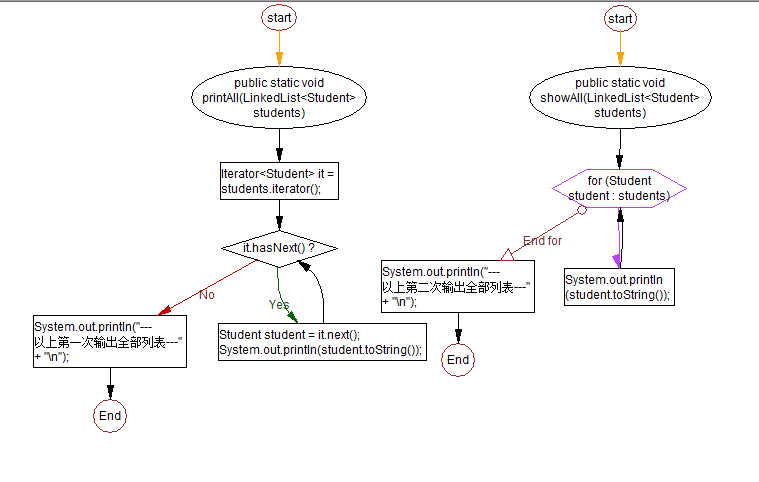 start
public static void
printAll(LinkedList<Student>
students)
Iterator<Student> it =
students.iterator();
it.hasNext() ?
No
Yes
System.out.println("---
以上第一次输出全部列表---"
+ "\n");
Student student = it.next();
System.out.println(student.toString());
End
start
public static void
showAll(LinkedList<Student>
students)
for (Student
student : students)
End for
System.out.println("---
以上第二次输出全部列表---"
+ "\n");
System.out.println
(student.toString());
End